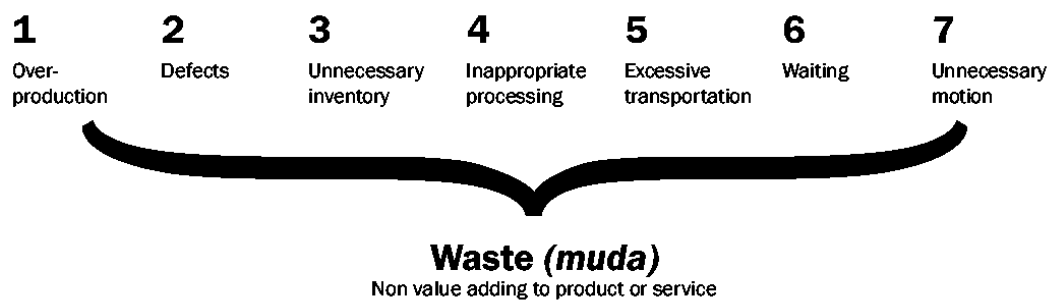 1 2 3 4 5 6 7
Over- Defects Unnecessary Inappropriate Excessive Waiting Unnecessary
production inventory processing transportation motion
Waste (muda)
Non value adding to product or service